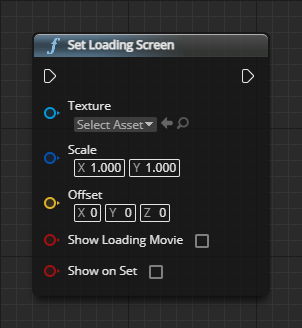 Set Loading Screen
Texture
Select Asset
Scale
X 1.000 Y 1.000
Offset
X 0 Y 0 Z 0
Show Loading Movie
Show on Set